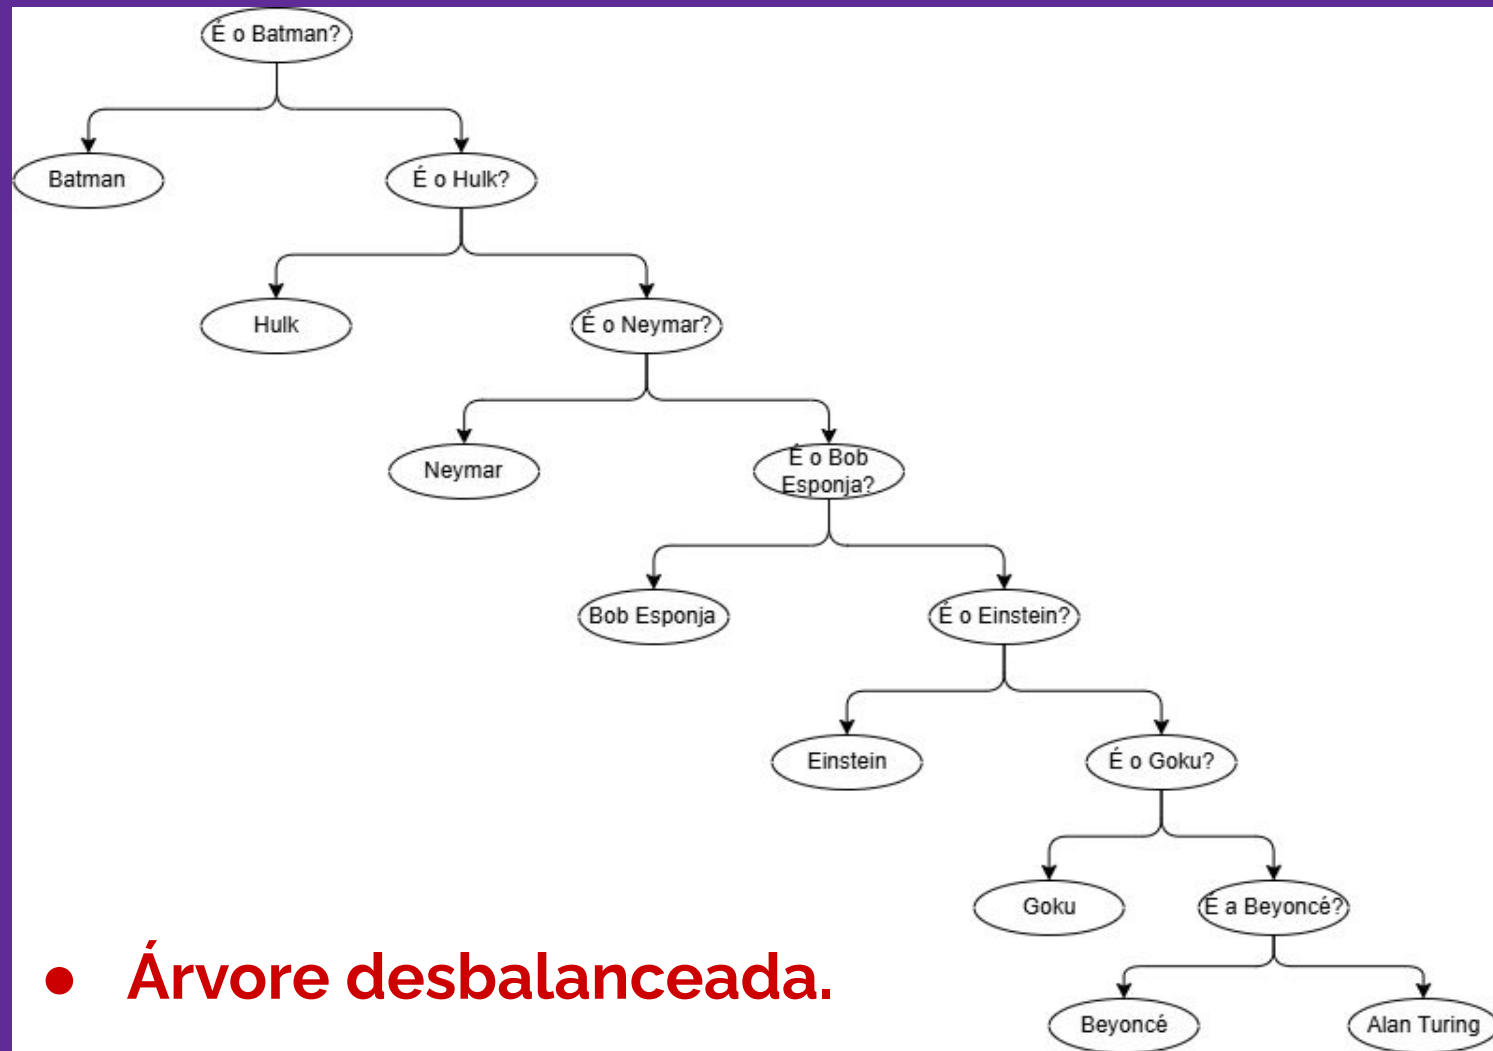 É o Batman?
Batman
É o Hulk?
Hulk
É o Neymar?
Neymar
É o Bob
Esponja?
Bob Esponja
É o Einstein?
Einstein
É o Goku?
Goku
É a Beyoncé?
● Árvore desbalanceada.
Beyoncé
Alan Turing